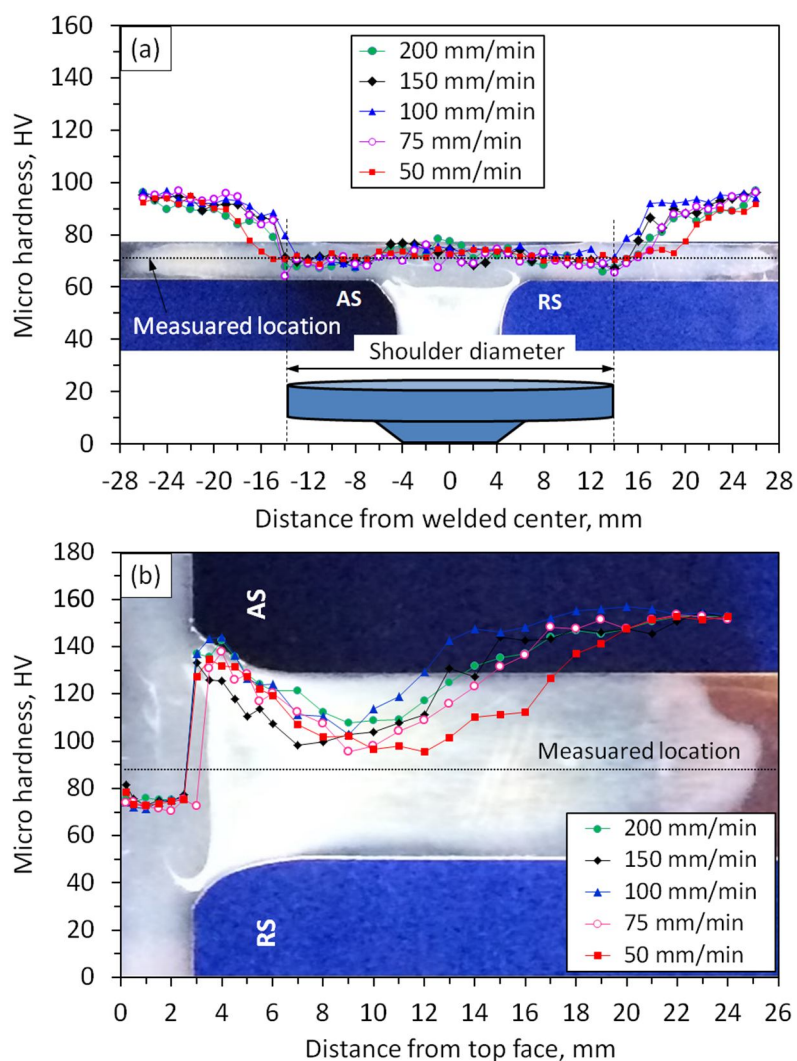 (a)
200 mm/min
150 mm/min
100 mm/min
75 mm/min
50 mm/min
160
140
120
100
80
60
40
20
0
Micro hardness, HV
AS
RS
Measuared location
Shoulder diameter
-28 -24 -20 -16 -12 -8 -4 0 4 8 12 16 20 24 28
Distance from welded center, mm
(b)
180
160
140
120
100
80
60
40
20
0
Micro hardness, HV
AS
Measuared location
RS
200 mm/min
150 mm/min
100 mm/min
75 mm/min
50 mm/min
0 2 4 6 8 10 12 14 16 18 20 22 24 26
Distance from top face, mm